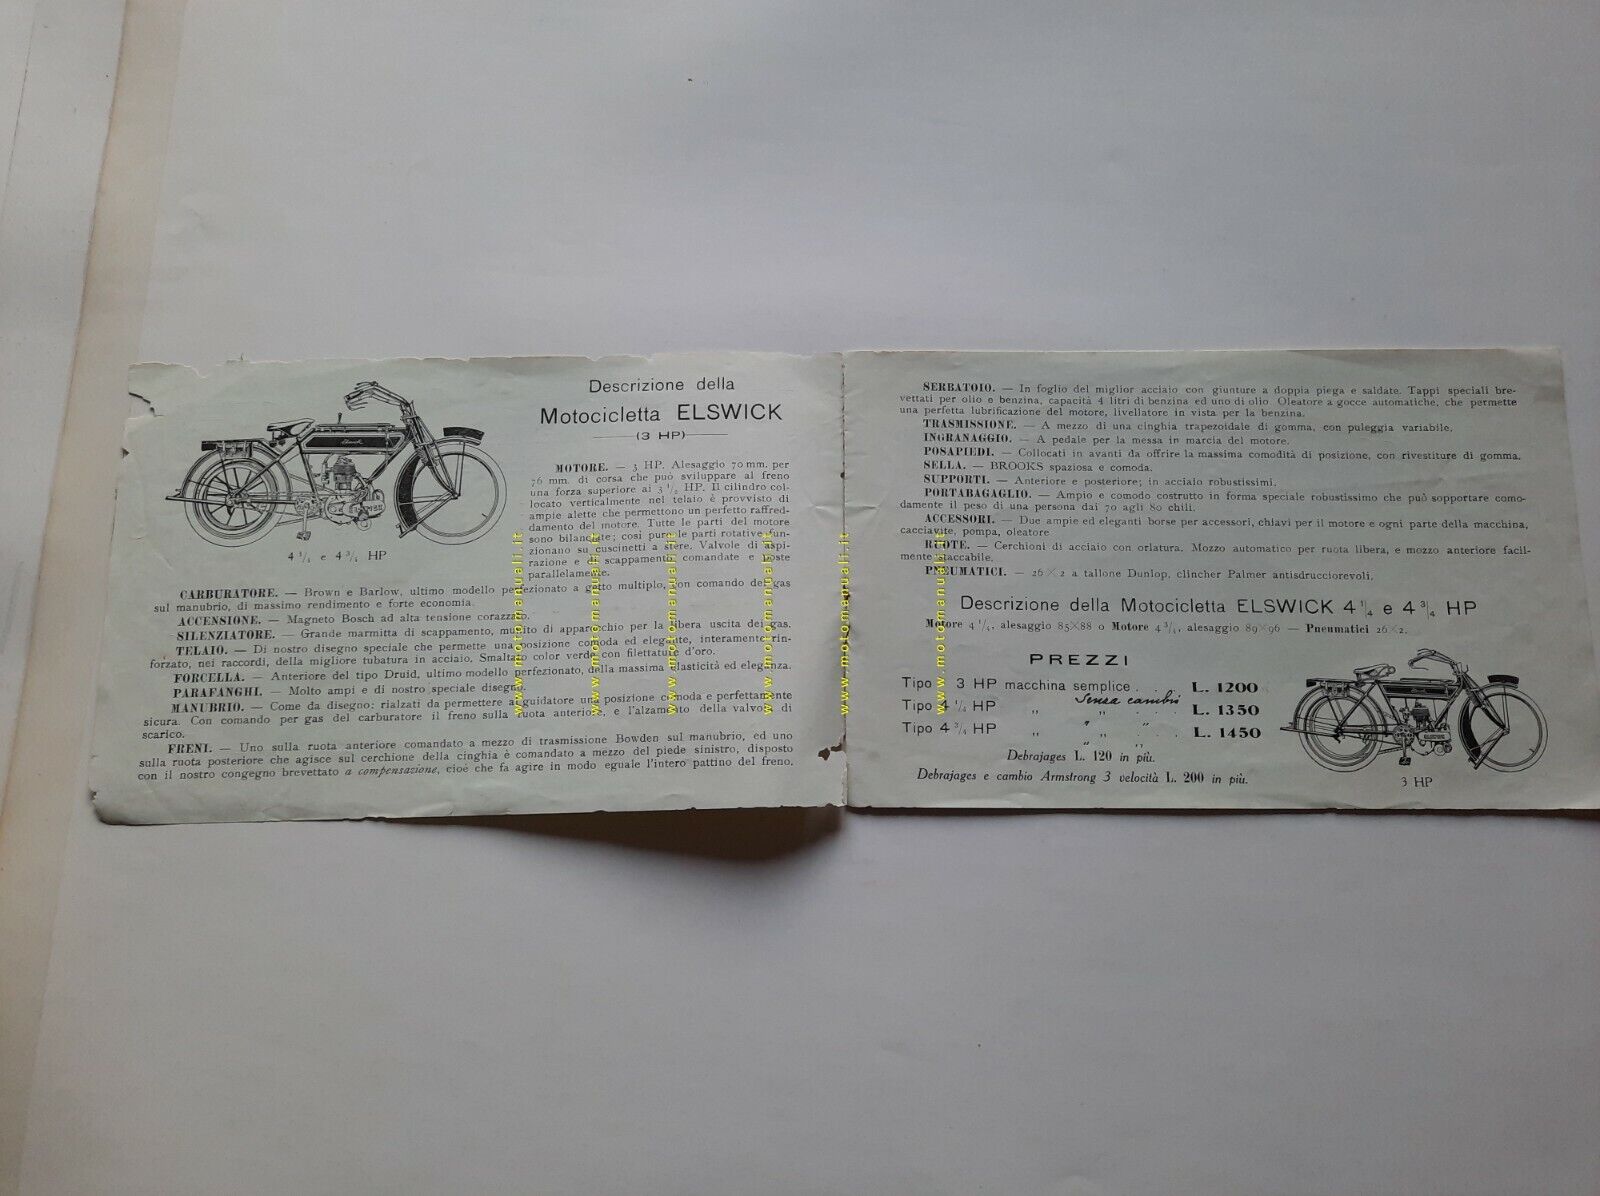 Descrizione della
Motocicletta ELSWICK
(3 HP)
4 1/4 e 4 3/4 HP
MOTORE. — 3 HP. Alesaggio 70 mm. per
76 mm. di corsa che può sviluppare al freno
una forza superiore ai 3 1/2 HP. Il cilindro col-
locato verticalmente nel telaio è provvisto di
ampie alette che permettono un perfetto raffred-
damento del motore. Tutte le parti del motore
sono bilanciate; così pure le parti rotative fun-
zionano su cuscinetti a sfere. Valvole di aspi-
razione e di scappamento comandate e poste
parallelamente.
CARBURATORE. — Brown e Barlow, ultimo modello perfezionato a getto multiplo, con comando del gas
sul manubrio, di massimo rendimento e forte economia.
ACCENSIONE. — Magneto Bosch ad alta tensione corazzato.
SILENZIATORE. — Grande marmitta di scappamento, munito di apparecchio per la libera uscita dei gas.
TELAIO. — Di nostro disegno speciale che permette una posizione comoda ed elegante, interamente rin-
forzato, nei raccordi, della migliore tubatura in acciaio. Smaltato color verde con filettature d'oro.
FORCELLA. — Anteriore del tipo Druid, ultimo modello perfezionato, della massima elasticità ed eleganza.
PARAFANGHI. — Molto ampi e di nostro speciale disegno.
MANUBRIO. — Come da disegno: rialzati da permettere al guidatore una posizione comoda e perfettamente
sicura. Con comando per gas del carburatore il freno sulla ruota anteriore, e l'alzamento della valvola di
scarico.
FRENI. — Uno sulla ruota anteriore comandato a mezzo di trasmissione Bowden sul manubrio, ed uno
sulla ruota posteriore che agisce sul cerchione della cinghia è comandato a mezzo del piede sinistro, disposto
con il nostro congegno brevettato a compensazione, cioè che fa agire in modo eguale l'intero pattino del freno.
www.motomanuali.it
www.motomanuali.it
www.motomanuali.it
www.motomanuali.it
www.motomanuali.it
www.motomanuali.it
SERBATOIO. — In foglio del miglior acciaio con giunture a doppia piega e saldate. Tappi speciali bre-
vettati per olio e benzina, capacità 4 litri di benzina ed uno di olio. Oleatore a gocce automatiche, che permette
una perfetta lubrificazione del motore, livellatore in vista per la benzina.
TRASMISSIONE. — A mezzo di una cinghia trapezoidale di gomma, con puleggia variabile.
INGRANAGGIO. — A pedale per la messa in marcia del motore.
POSAPIEDI. — Collocati in avanti da offrire la massima comodità di posizione, con rivestiture di gomma.
SELLA. — BROOKS spaziosa e comoda.
SUPPORTI. — Anteriore e posteriore; in acciaio robustissimi.
PORTABAGAGLIO. — Ampio e comodo costrutto in forma speciale robustissimo che può sopportare como-
damente il peso di una persona dai 70 agli 80 chili.
ACCESSORI. — Due ampie ed eleganti borse per accessori, chiavi per il motore e ogni parte della macchina,
cacciavite, pompa, oleatore
RUOTE. — Cerchioni di acciaio con orlatura. Mozzo automatico per ruota libera, e mozzo anteriore facil-
mente staccabile.
PNEUMATICI. — 26×2 a tallone Dunlop, clincher Palmer antisdrucciorevoli.
Descrizione della Motocicletta ELSWICK 4 1/4 e 4 3/4 HP
Motore 4 1/4, alesaggio 85×88 o Motore 4 3/4, alesaggio 89×96 — Pneumatici 26×2.
PREZZI
Tipo 3 HP macchina semplice . . L. 1200
senza cambio
Tipo 4 1/4 HP ,, ,, . . . L. 1350
Tipo 4 3/4 HP ,, ,, . . L. 1450
Debrajages L. 120 in più.
Debrajages e cambio Armstrong 3 velocità L. 200 in più.
3 HP